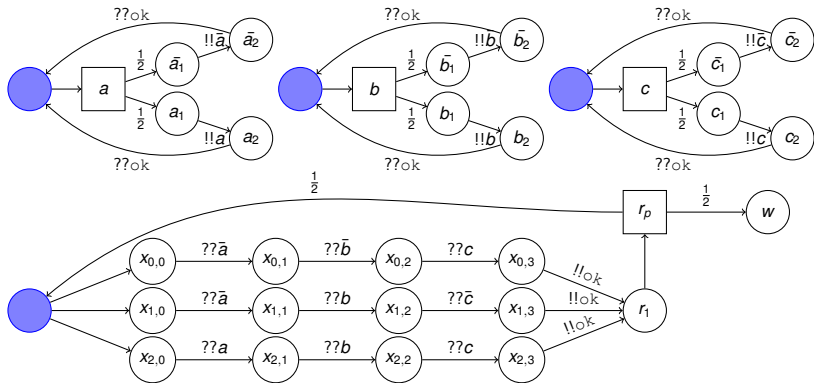 ??ok ??ok ??ok
1/2 ā₁ !!ā ā₂ 1/2 b̄₁ !!b b̄₂ 1/2 c̄₁ !!c̄ c̄₂
a b c
1/2 a₁ !!a a₂ 1/2 b₁ !!b b₂ 1/2 c₁ !!c c₂
??ok ??ok ??ok
1/2 rₚ 1/2 w
x₀,₀ ??ā x₀,₁ ??b̄ x₀,₂ ??c x₀,₃ !!ok
x₁,₀ ??ā x₁,₁ ??b x₁,₂ ??c̄ x₁,₃ !!ok r₁
x₂,₀ ??a x₂,₁ ??b x₂,₂ ??c x₂,₃ !!ok